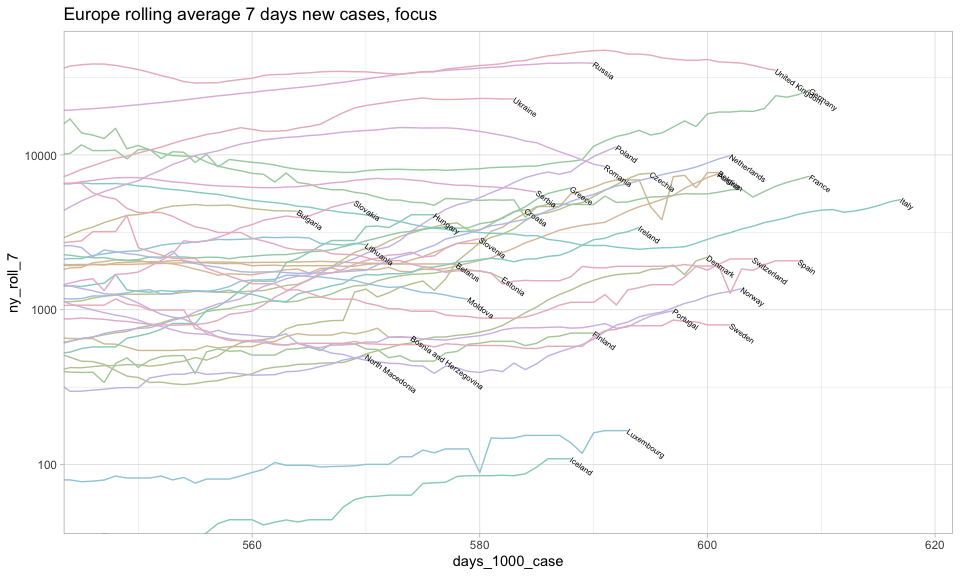 Europe rolling average 7 days new cases, focus
Russia
United Kingdom
Germany
Ukraine
10000
Poland
Netherlands
Romania
Czechia
France
Serbia
Greece
Italy
Slovakia
Croatia
Bulgaria
Hungary
Ireland
Lithuania
Slovenia
ny_roll_7
Denmark
Switzerland
Spain
Belarus
Estonia
1000
Moldova
Norway
Portugal
Sweden
Bosnia and Herzegovina
Finland
North Macedonia
100
Luxembourg
Iceland
560
580
600
620
days_1000_case